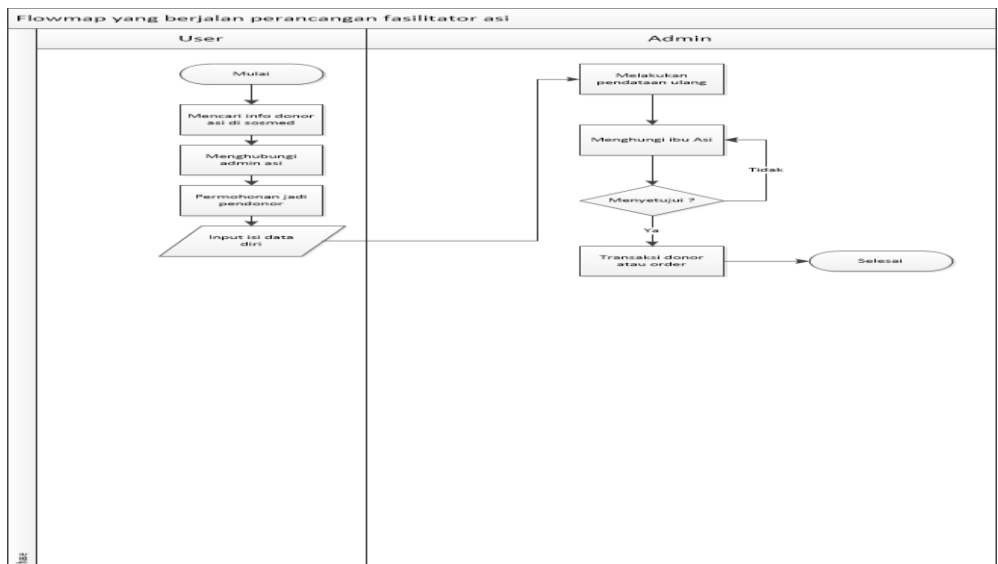 Flowmap yang berjalan perancangan fasilitator asi
User
Admin
Mulai
Mencari info donor
asi di sosmed
Menghubungi
admin asi
Permohonan jadi
pendonor
Input isi data
diri
Melakukan
pendataan ulang
Menghungi ibu Asi
Tidak
Menyetujui ?
Ya
Transaksi donor
atau order
Selesai